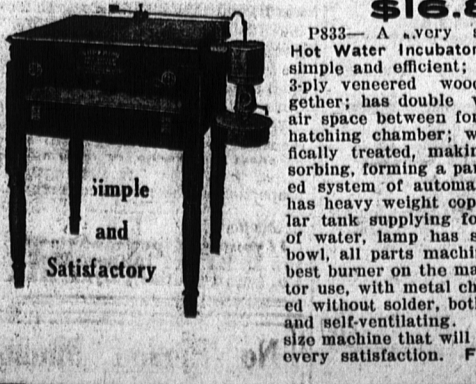 $16.8
P833— A very
Hot Water Incubator
simple and efficient;
3-ply veneered wood
gether; has double
air space between for
hatching chamber; w
fically treated, makin
sorbing, forming a par
ed system of automa
has heavy weight cop
lar tank supplying fo
of water, lamp has s
bowl, all parts machi
best burner on the ma
tor use, with metal ch
ed without solder, bot
and self-ventilating.
size machine that will
every satisfaction. F
Simple
and
Satisfactory